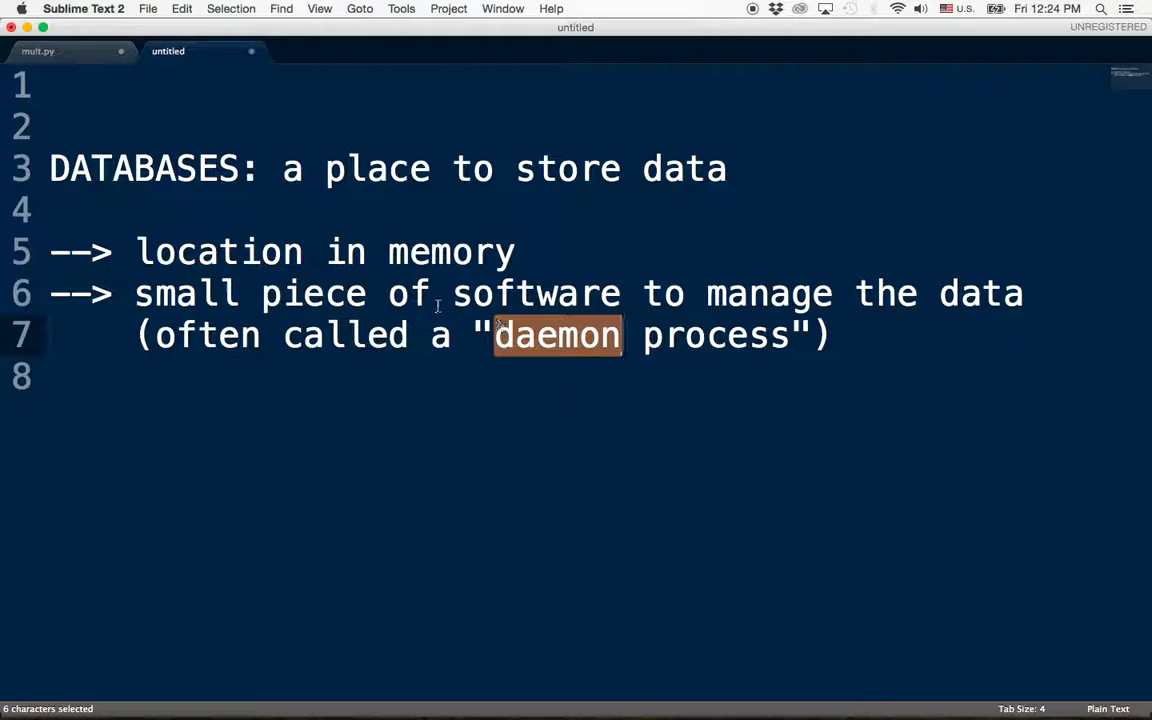 Sublime Text 2 File Edit Selection Find View Goto Tools Project Window Help U.S. Fri 12:24 PM
untitled UNREGISTERED
mult.py untitled
1
2
3 DATABASES: a place to store data
4
5 --> location in memory
6 --> small piece of software to manage the data
7 (often called a "daemon process")
8
6 characters selected Tab Size: 4 Plain Text